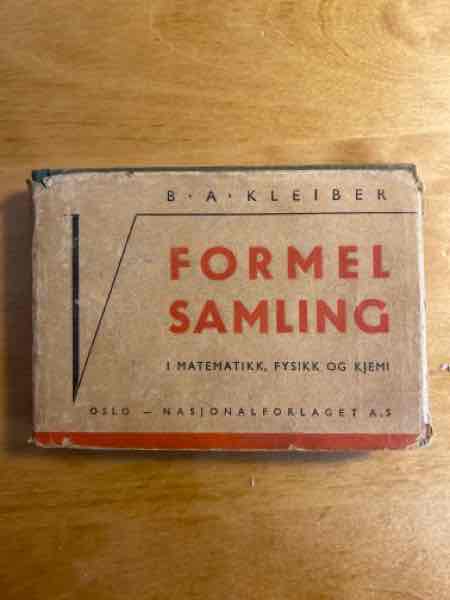 B · A · KLEIBER
FORMEL
SAMLING
I MATEMATIKK, FYSIKK OG KJEMI
OSLO – NASJONALFORLAGET A.S